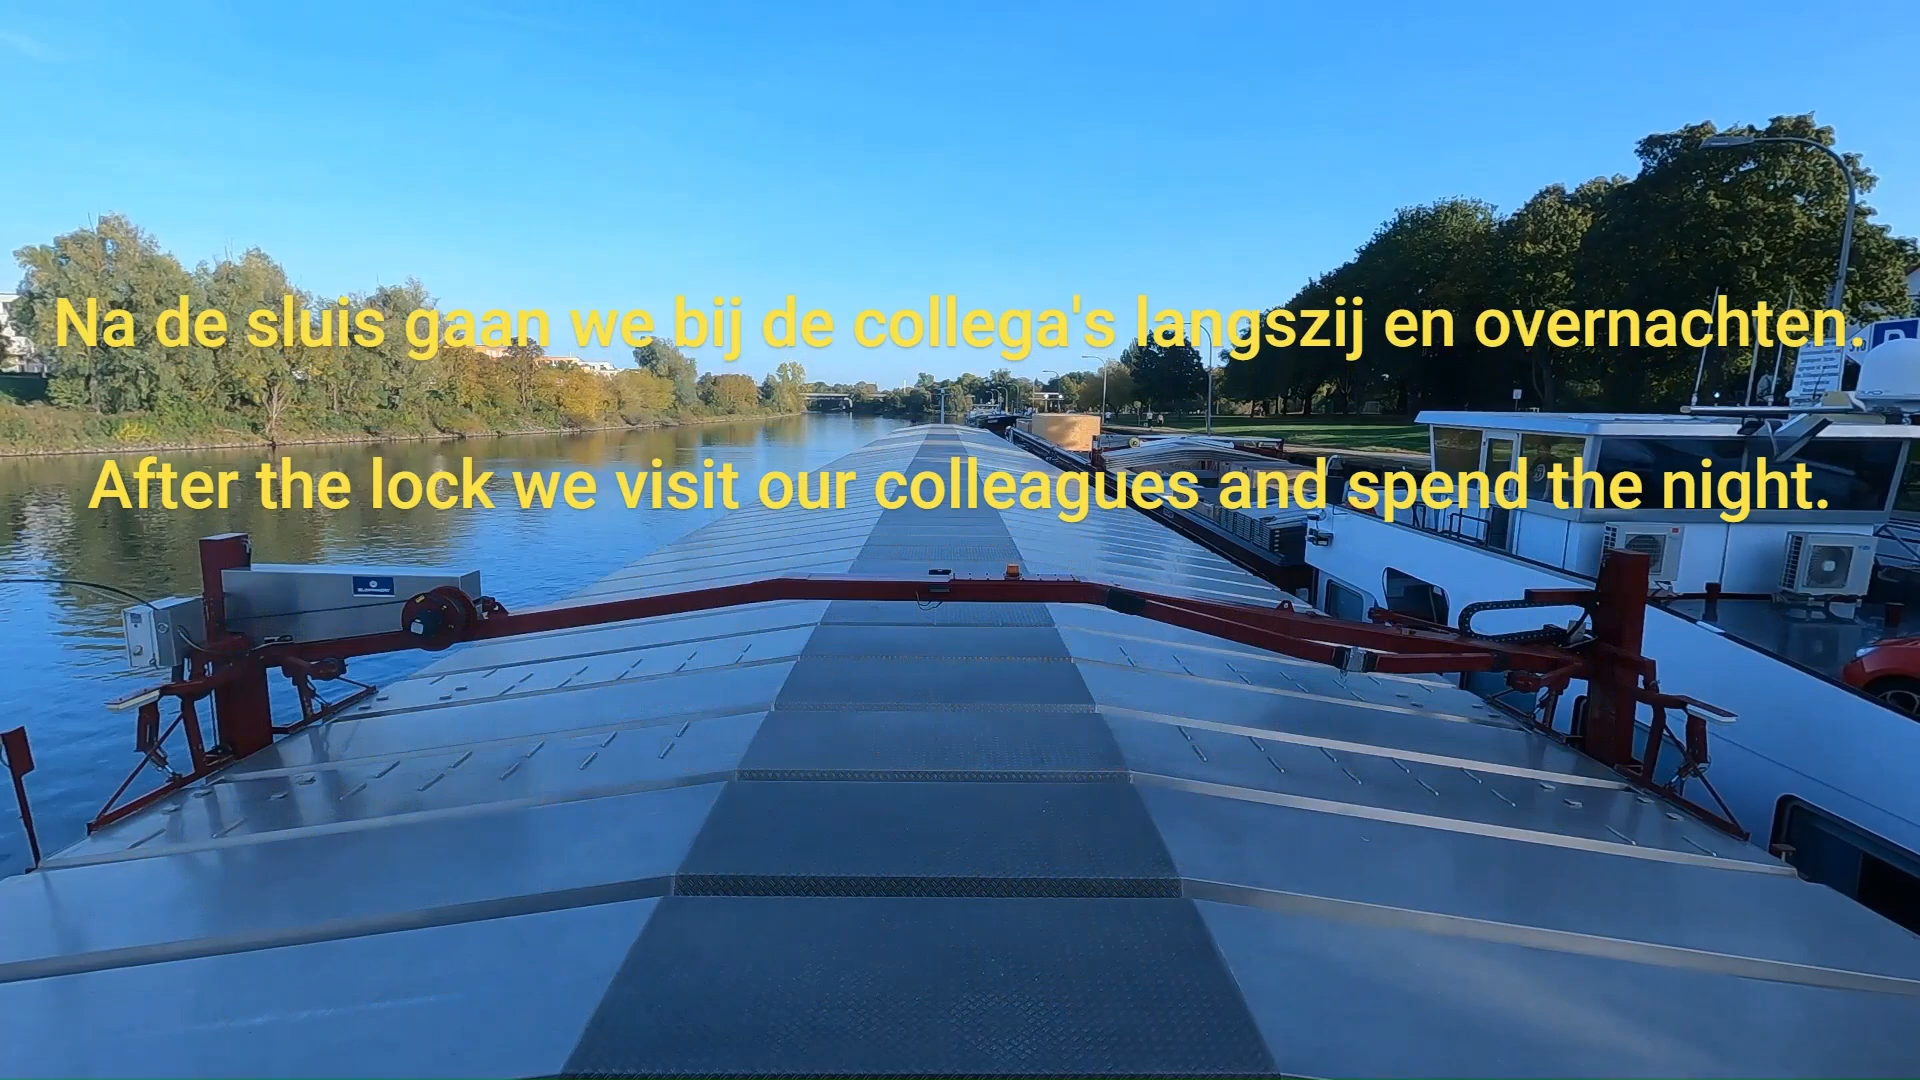 Na de sluis gaan we bij de collega's langszij en overnachten.
After the lock we visit our colleagues and spend the night.